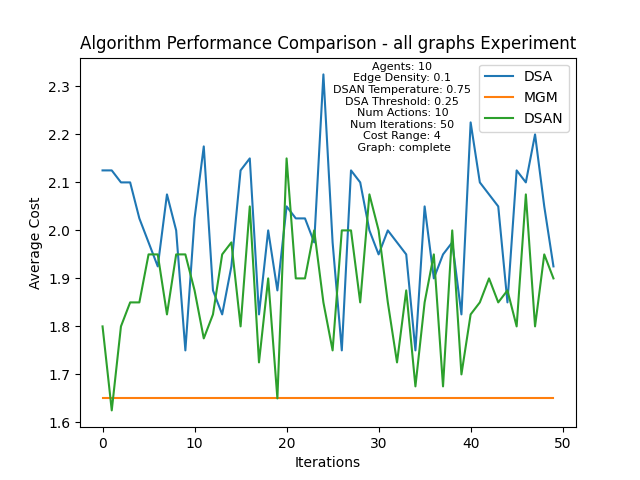 Algorithm Performance Comparison - all graphs Experiment
Agents: 10
Edge Density: 0.1
DSAN Temperature: 0.75
DSA Threshold: 0.25
Num Actions: 10
Num Iterations: 50
Cost Range: 4
Graph: complete
DSA
MGM
DSAN
Average Cost
2.3
2.2
2.1
2.0
1.9
1.8
1.7
1.6
0
10
20
30
40
50
Iterations